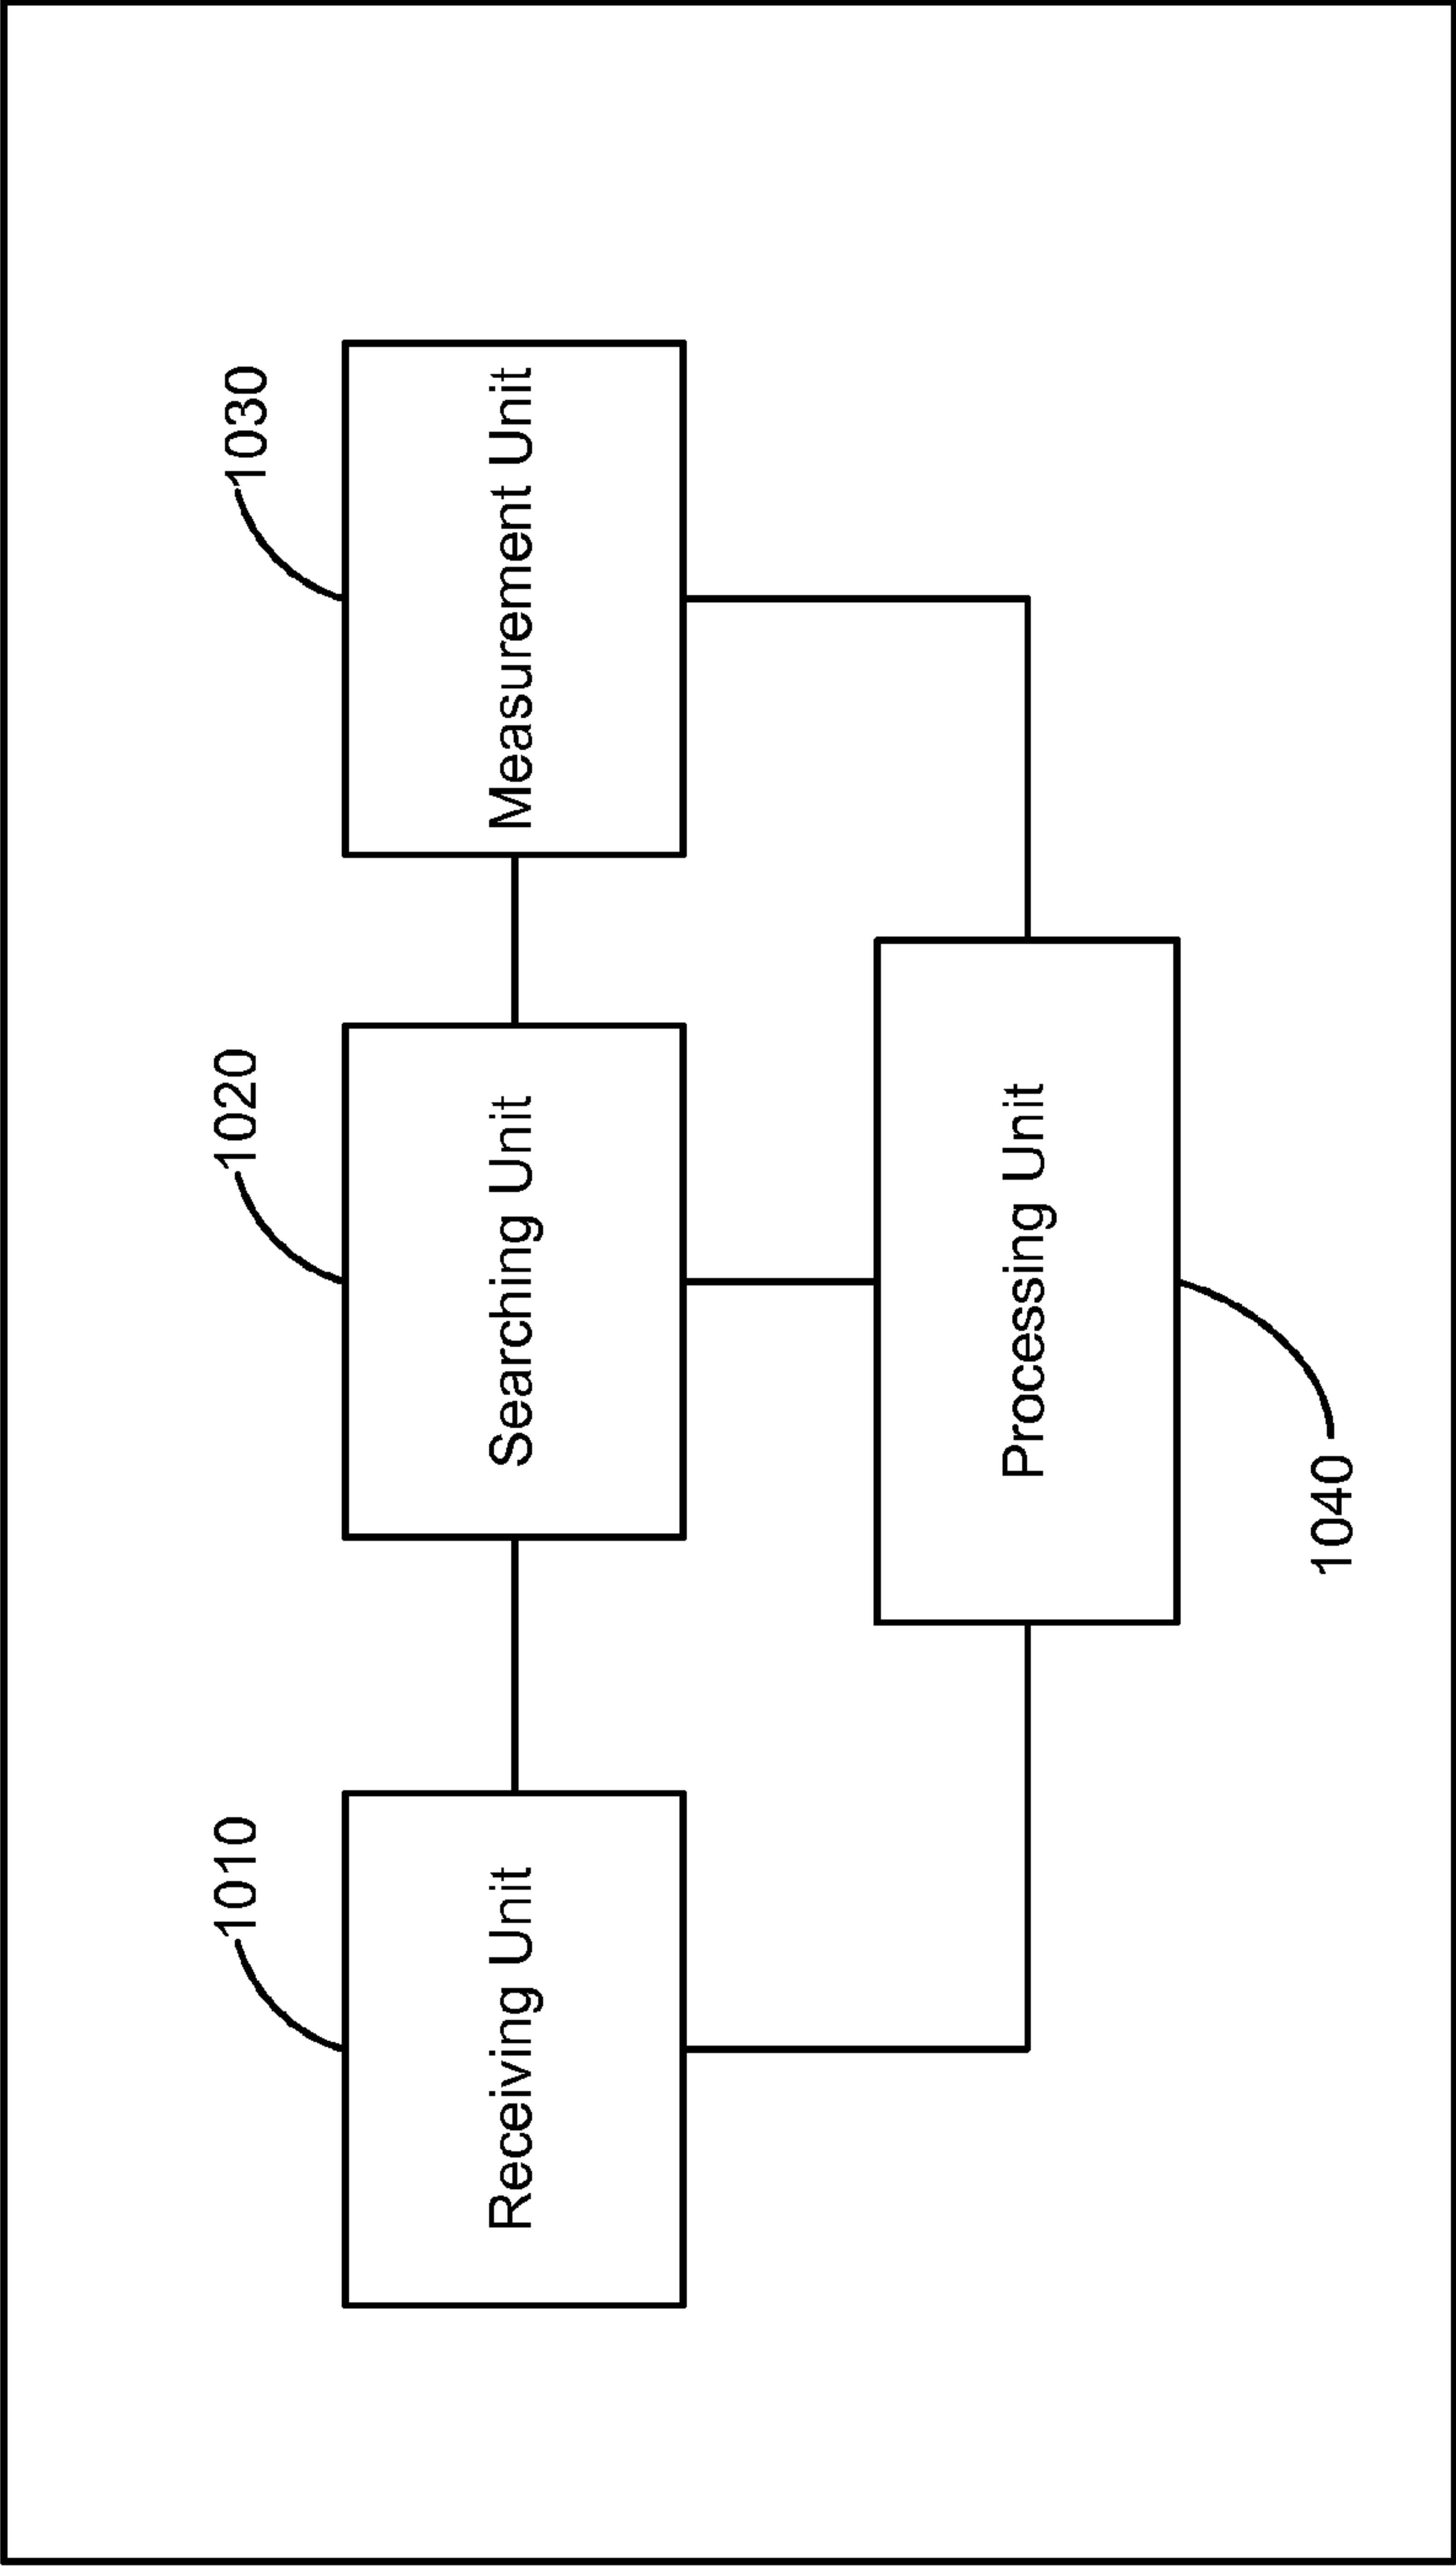 1010
1020
1030
Receiving Unit
Searching Unit
Measurement Unit
Processing Unit
1040